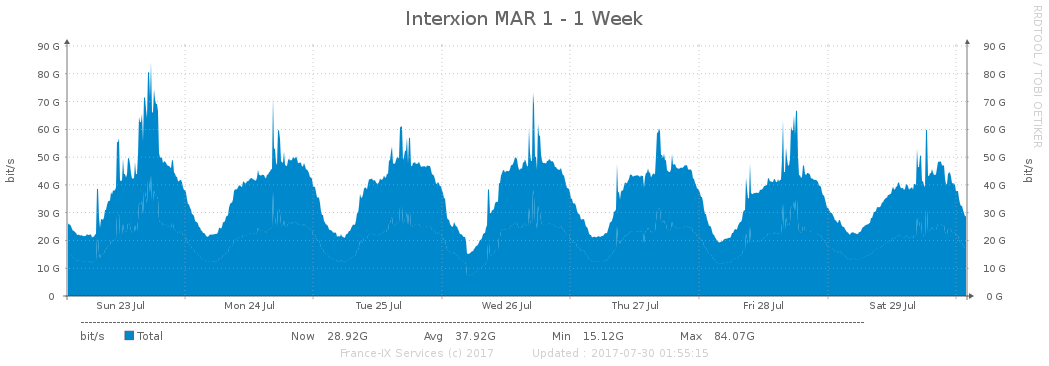 Interxion MAR 1 - 1 Week
RRDTOOL / TOBI OETIKER
90 G 90 G
80 G 80 G
70 G 70 G
60 G 60 G
50 G 50 G
40 G 40 G
30 G 30 G
20 G 20 G
10 G 10 G
0 0 G
bit/s
bit/s
Sun 23 Jul Mon 24 Jul Tue 25 Jul Wed 26 Jul Thu 27 Jul Fri 28 Jul Sat 29 Jul
bit/s Total Now 28.92G Avg 37.92G Min 15.12G Max 84.07G
France-IX Services (c) 2017 Updated : 2017-07-30 01:55:15